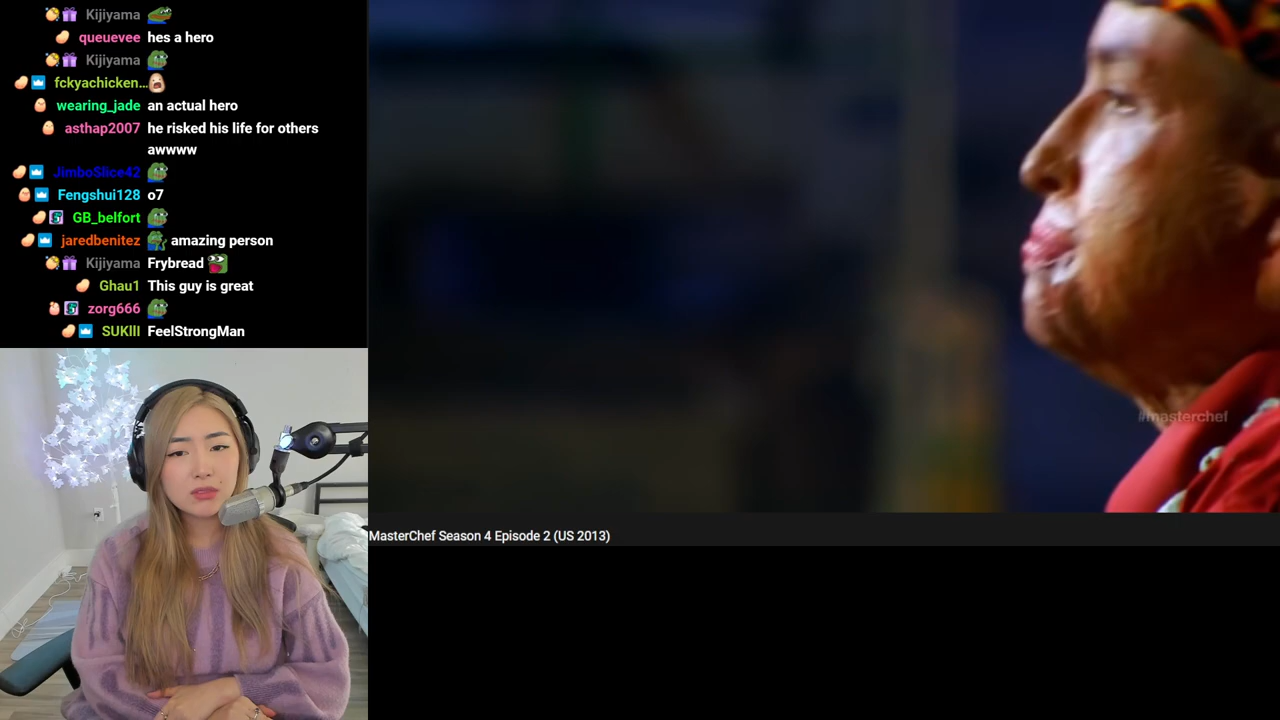 Kijiyama
queuevee hes a hero
Kijiyama
fckyachicken…
wearing_jade an actual hero
asthap2007 he risked his life for others
awwww
JimboSlice42
Fengshui128 o7
GB_belfort
jaredbenitez amazing person
Kijiyama Frybread
Ghau1 This guy is great
zorg666
SUKlll FeelStrongMan
#masterchef
MasterChef Season 4 Episode 2 (US 2013)